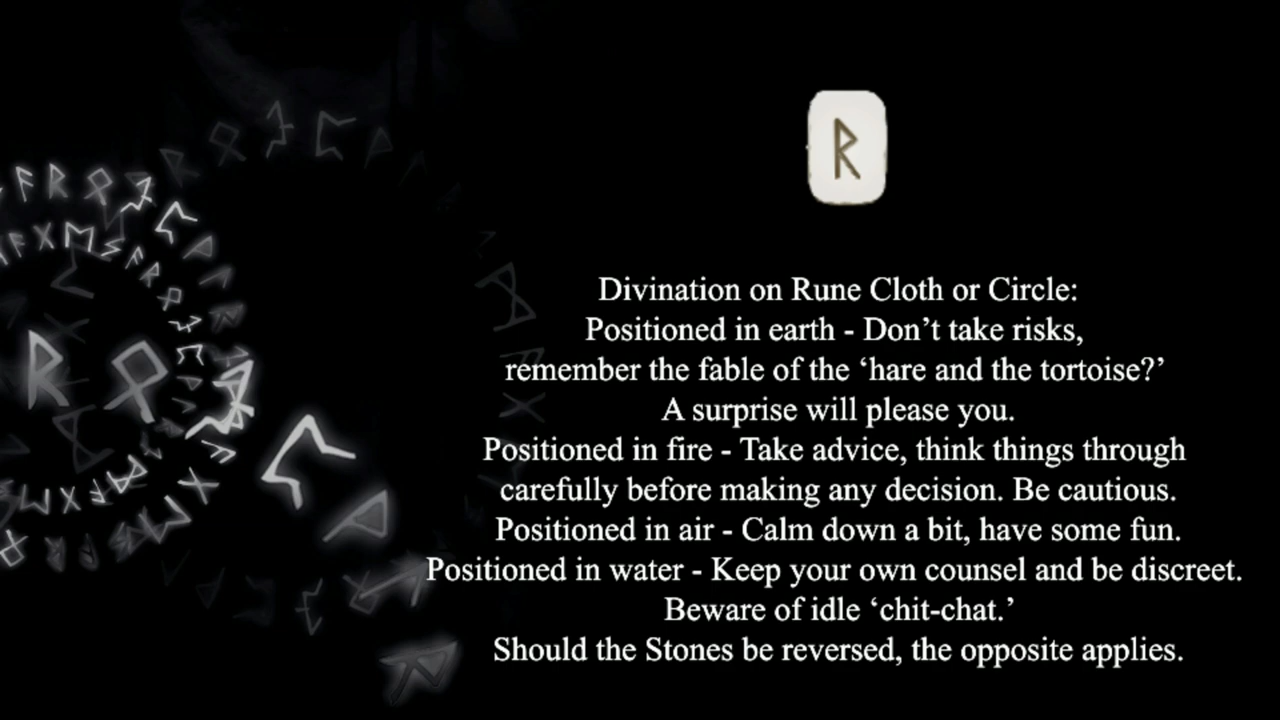 ᚱ
Divination on Rune Cloth or Circle:
Positioned in earth - Don’t take risks,
remember the fable of the ‘hare and the tortoise?’
A surprise will please you.
Positioned in fire - Take advice, think things through
carefully before making any decision. Be cautious.
Positioned in air - Calm down a bit, have some fun.
Positioned in water - Keep your own counsel and be discreet.
Beware of idle ‘chit-chat.’
Should the Stones be reversed, the opposite applies.